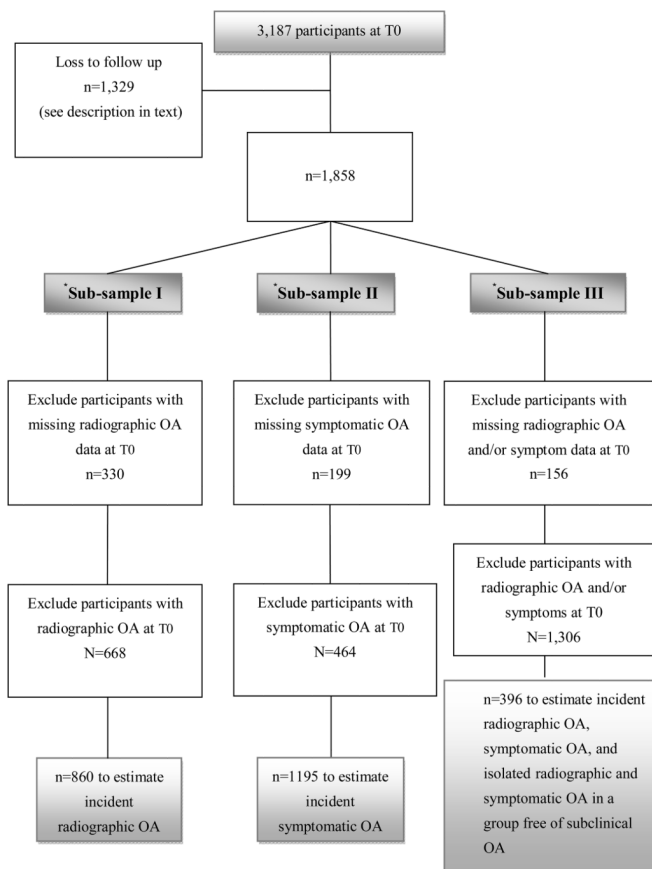 3,187 participants at T0
Loss to follow up
n=1,329
(see description in text)
n=1,858
*Sub-sample I
Exclude participants with
missing radiographic OA
data at T0
n=330
Exclude participants with
radiographic OA at T0
N=668
n=860 to estimate
incident
radiographic OA
*Sub-sample II
Exclude participants with
missing symptomatic OA
data at T0
n=199
Exclude participants with
symptomatic OA at T0
N=464
n=1195 to estimate
incident
symptomatic OA
*Sub-sample III
Exclude participants with
missing radiographic OA
and/or symptom data at T0
n=156
Exclude participants with
radiographic OA and/or
symptoms at T0
N=1,306
n=396 to estimate incident
radiographic OA,
symptomatic OA, and
isolated radiographic and
symptomatic OA in a
group free of subclinical
OA